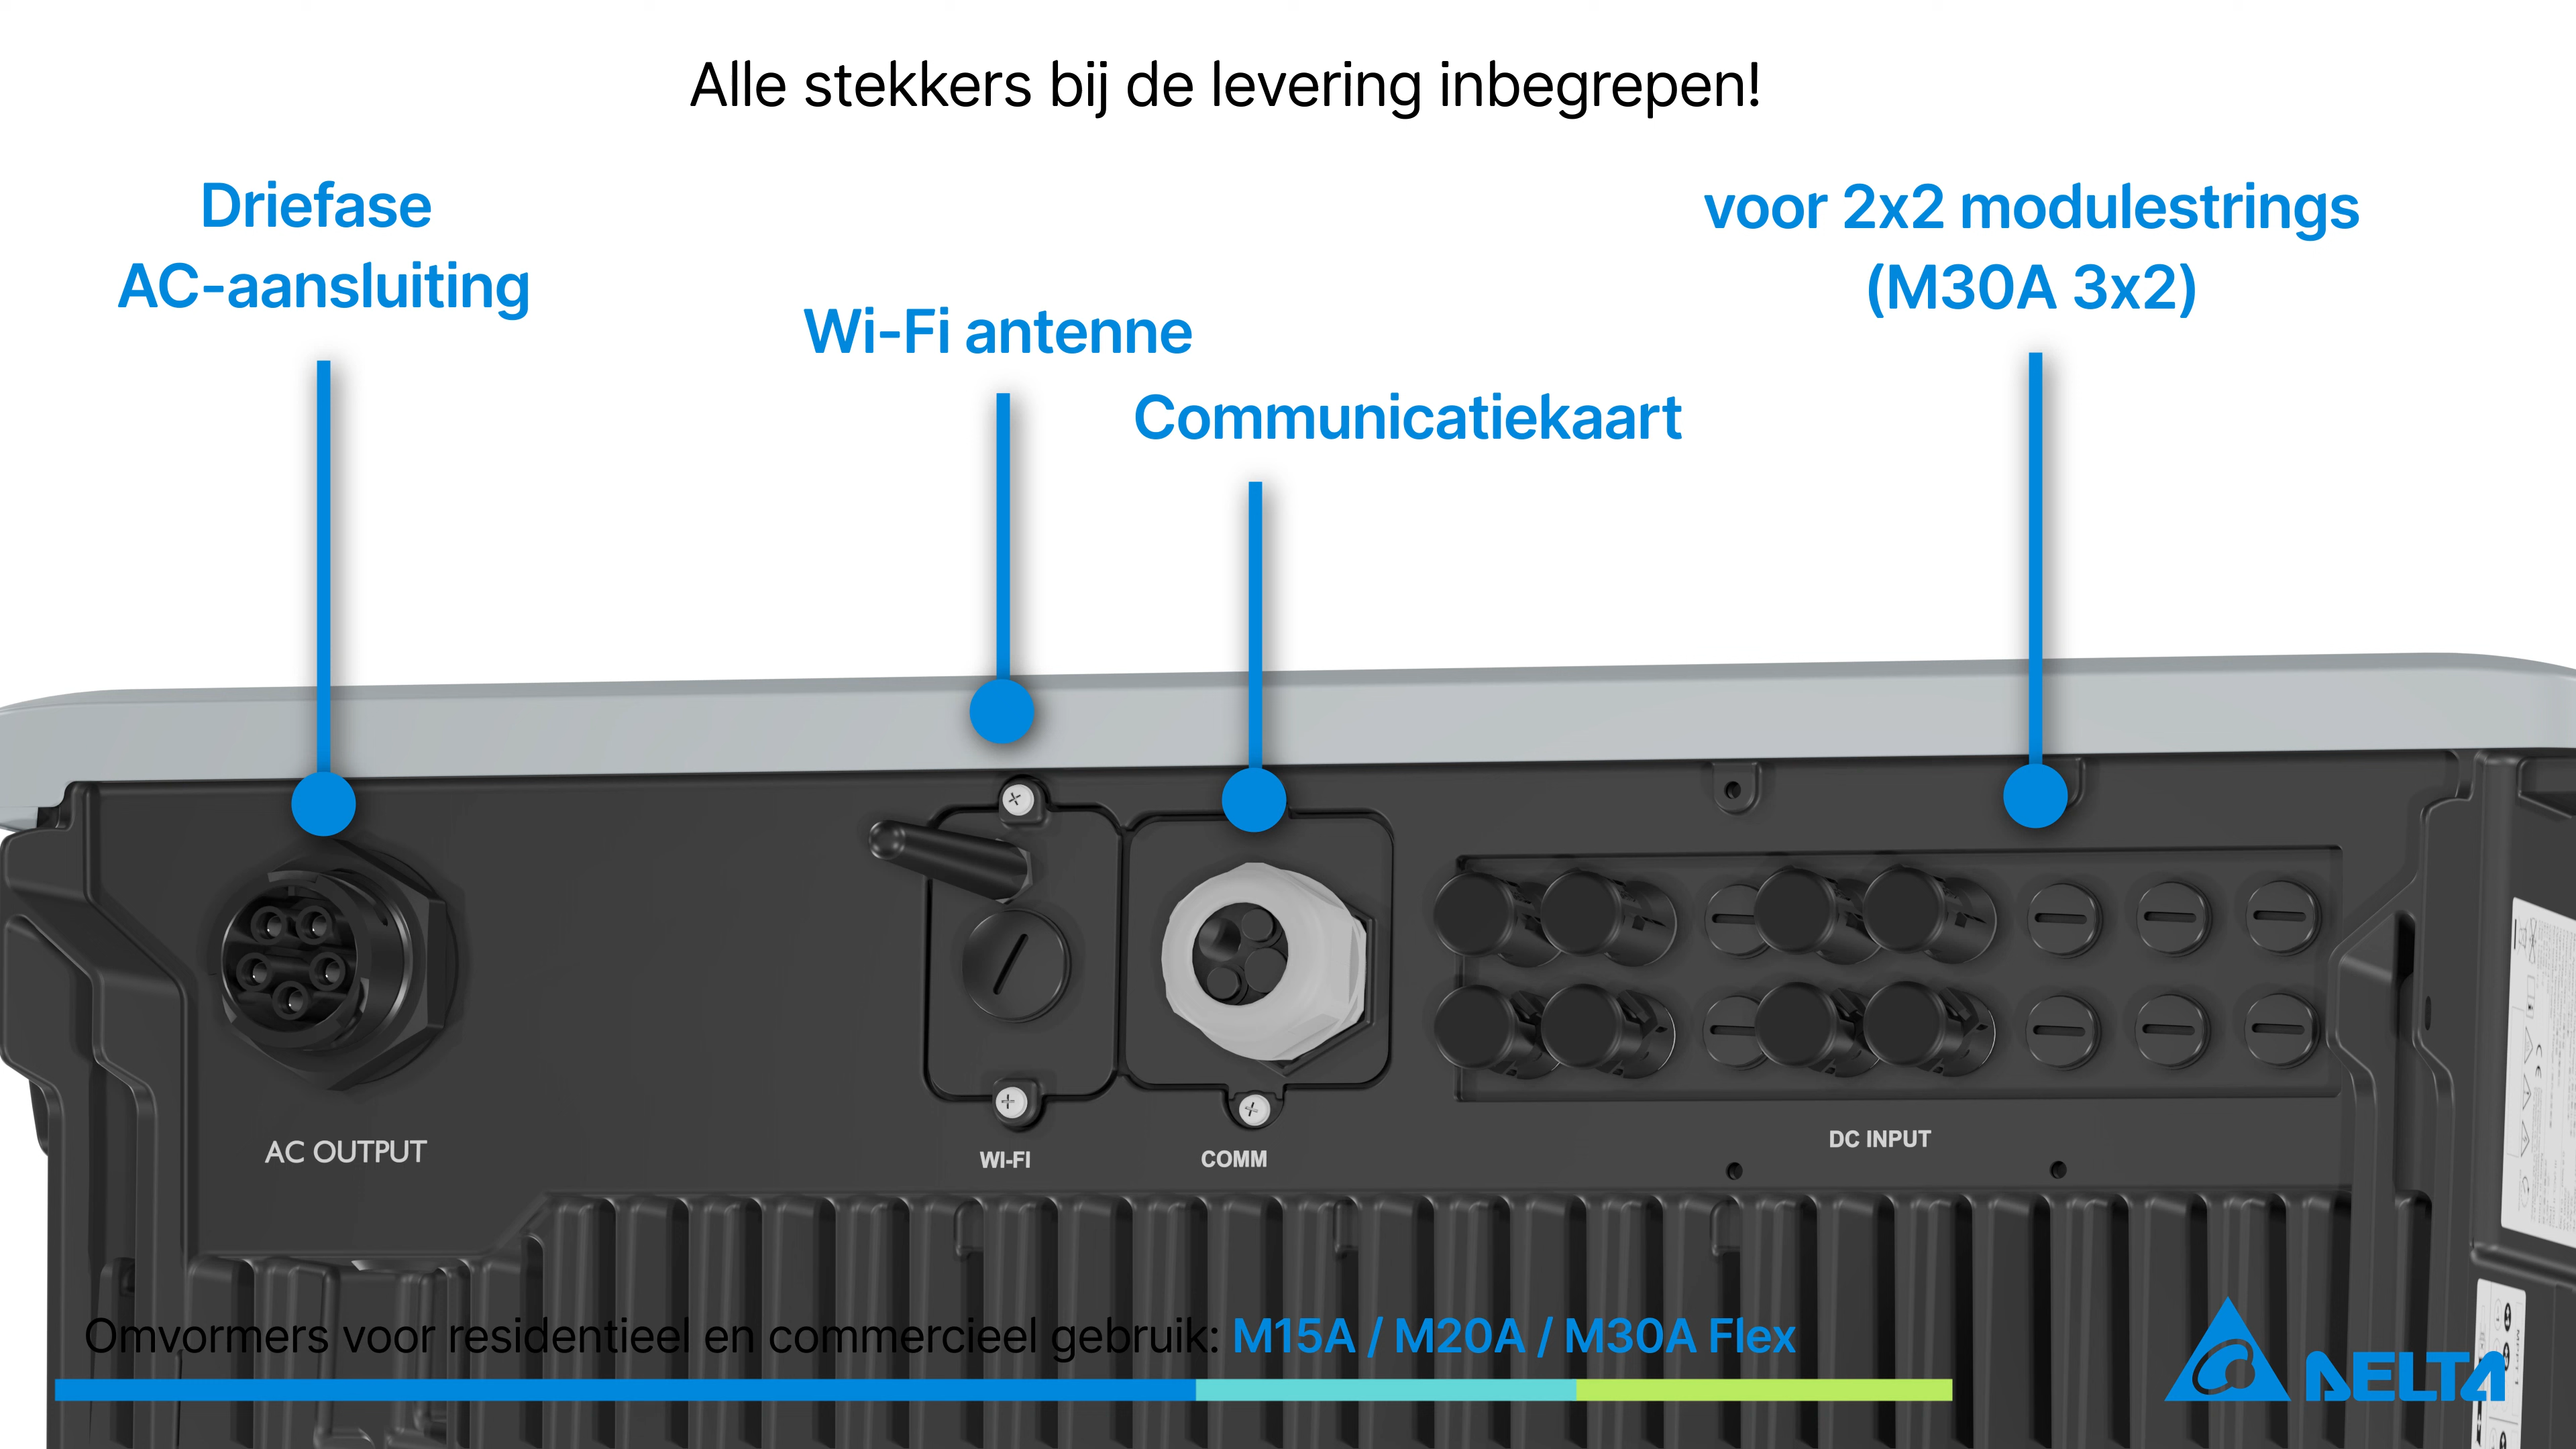 Alle stekkers bij de levering inbegrepen!
Driefase
AC-aansluiting
Wi-Fi antenne
Communicatiekaart
voor 2x2 modulestrings
(M30A 3x2)
AC OUTPUT
WI-FI
COMM
DC INPUT
Omvormers voor residentieel en commercieel gebruik: M15A / M20A / M30A Flex
DELTA